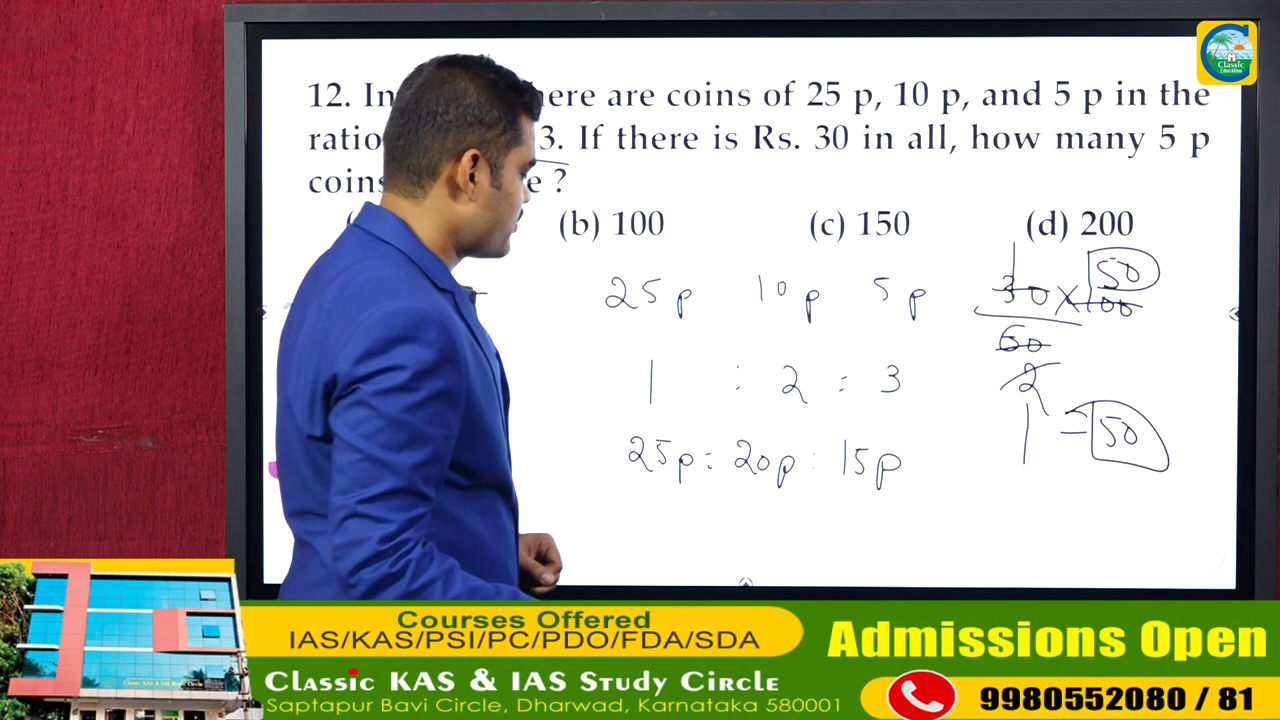 12. In here are coins of 25 p, 10 p, and 5 p in the
ratio 3. If there is Rs. 30 in all, how many 5 p
coins e ?
(b) 100 (c) 150 (d) 200
25p 10p 5p
1 : 2 : 3
25p : 20p : 15p
1 50
30 × 100
60
2
1 = 50
Classic
Education
Courses Offered
IAS/KAS/PSI/PC/PDO/FDA/SDA
Classic KAS & IAS Study Circle
Saptapur Bavi Circle, Dharwad, Karnataka 580001
Admissions Open
9980552080 / 81